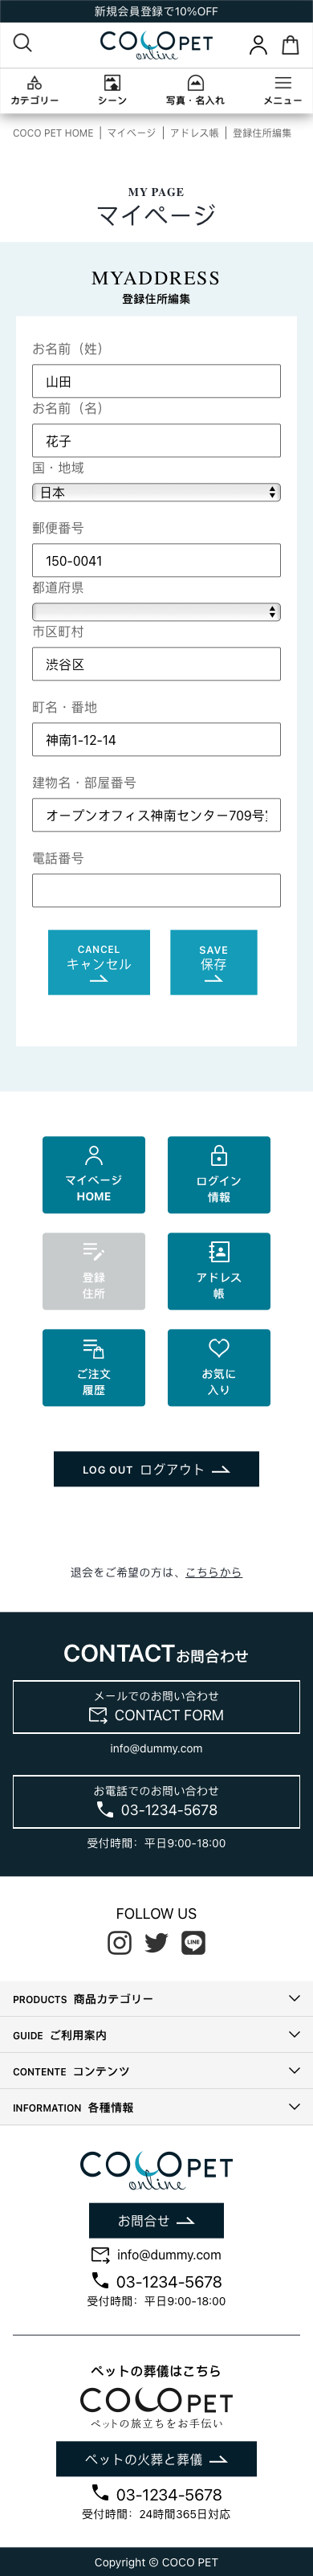 新規会員登録で10%OFF
COLOPET
online
カテゴリー
シーン
写真・名入れ
メニュー
COCO PET HOME | マイページ | アドレス帳 | 登録住所編集
MY PAGE
マイページ
MYADDRESS
登録住所編集
お名前（姓）
山田
お名前（名）
花子
国・地域
日本
郵便番号
150-0041
都道府県
市区町村
渋谷区
町名・番地
神南1-12-14
建物名・部屋番号
オープンオフィス神南センター709号
電話番号
CANCEL
キャンセル
SAVE
保存
マイページ
HOME
ログイン
情報
登録
住所
アドレス
帳
ご注文
履歴
お気に
入り
LOG OUT ログアウト
退会をご希望の方は、こちらから
CONTACTお問合わせ
メールでのお問い合わせ
CONTACT FORM
info@dummy.com
お電話でのお問い合わせ
03-1234-5678
受付時間：平日9:00-18:00
FOLLOW US
LINE
PRODUCTS 商品カテゴリー
GUIDE ご利用案内
CONTENTE コンテンツ
INFORMATION 各種情報
COLOPET
online
お問合せ
info@dummy.com
03-1234-5678
受付時間：平日9:00-18:00
ペットの葬儀はこちら
COLOPET
ペットの旅立ちをお手伝い
ペットの火葬と葬儀
03-1234-5678
受付時間：24時間365日対応
Copyright © COCO PET